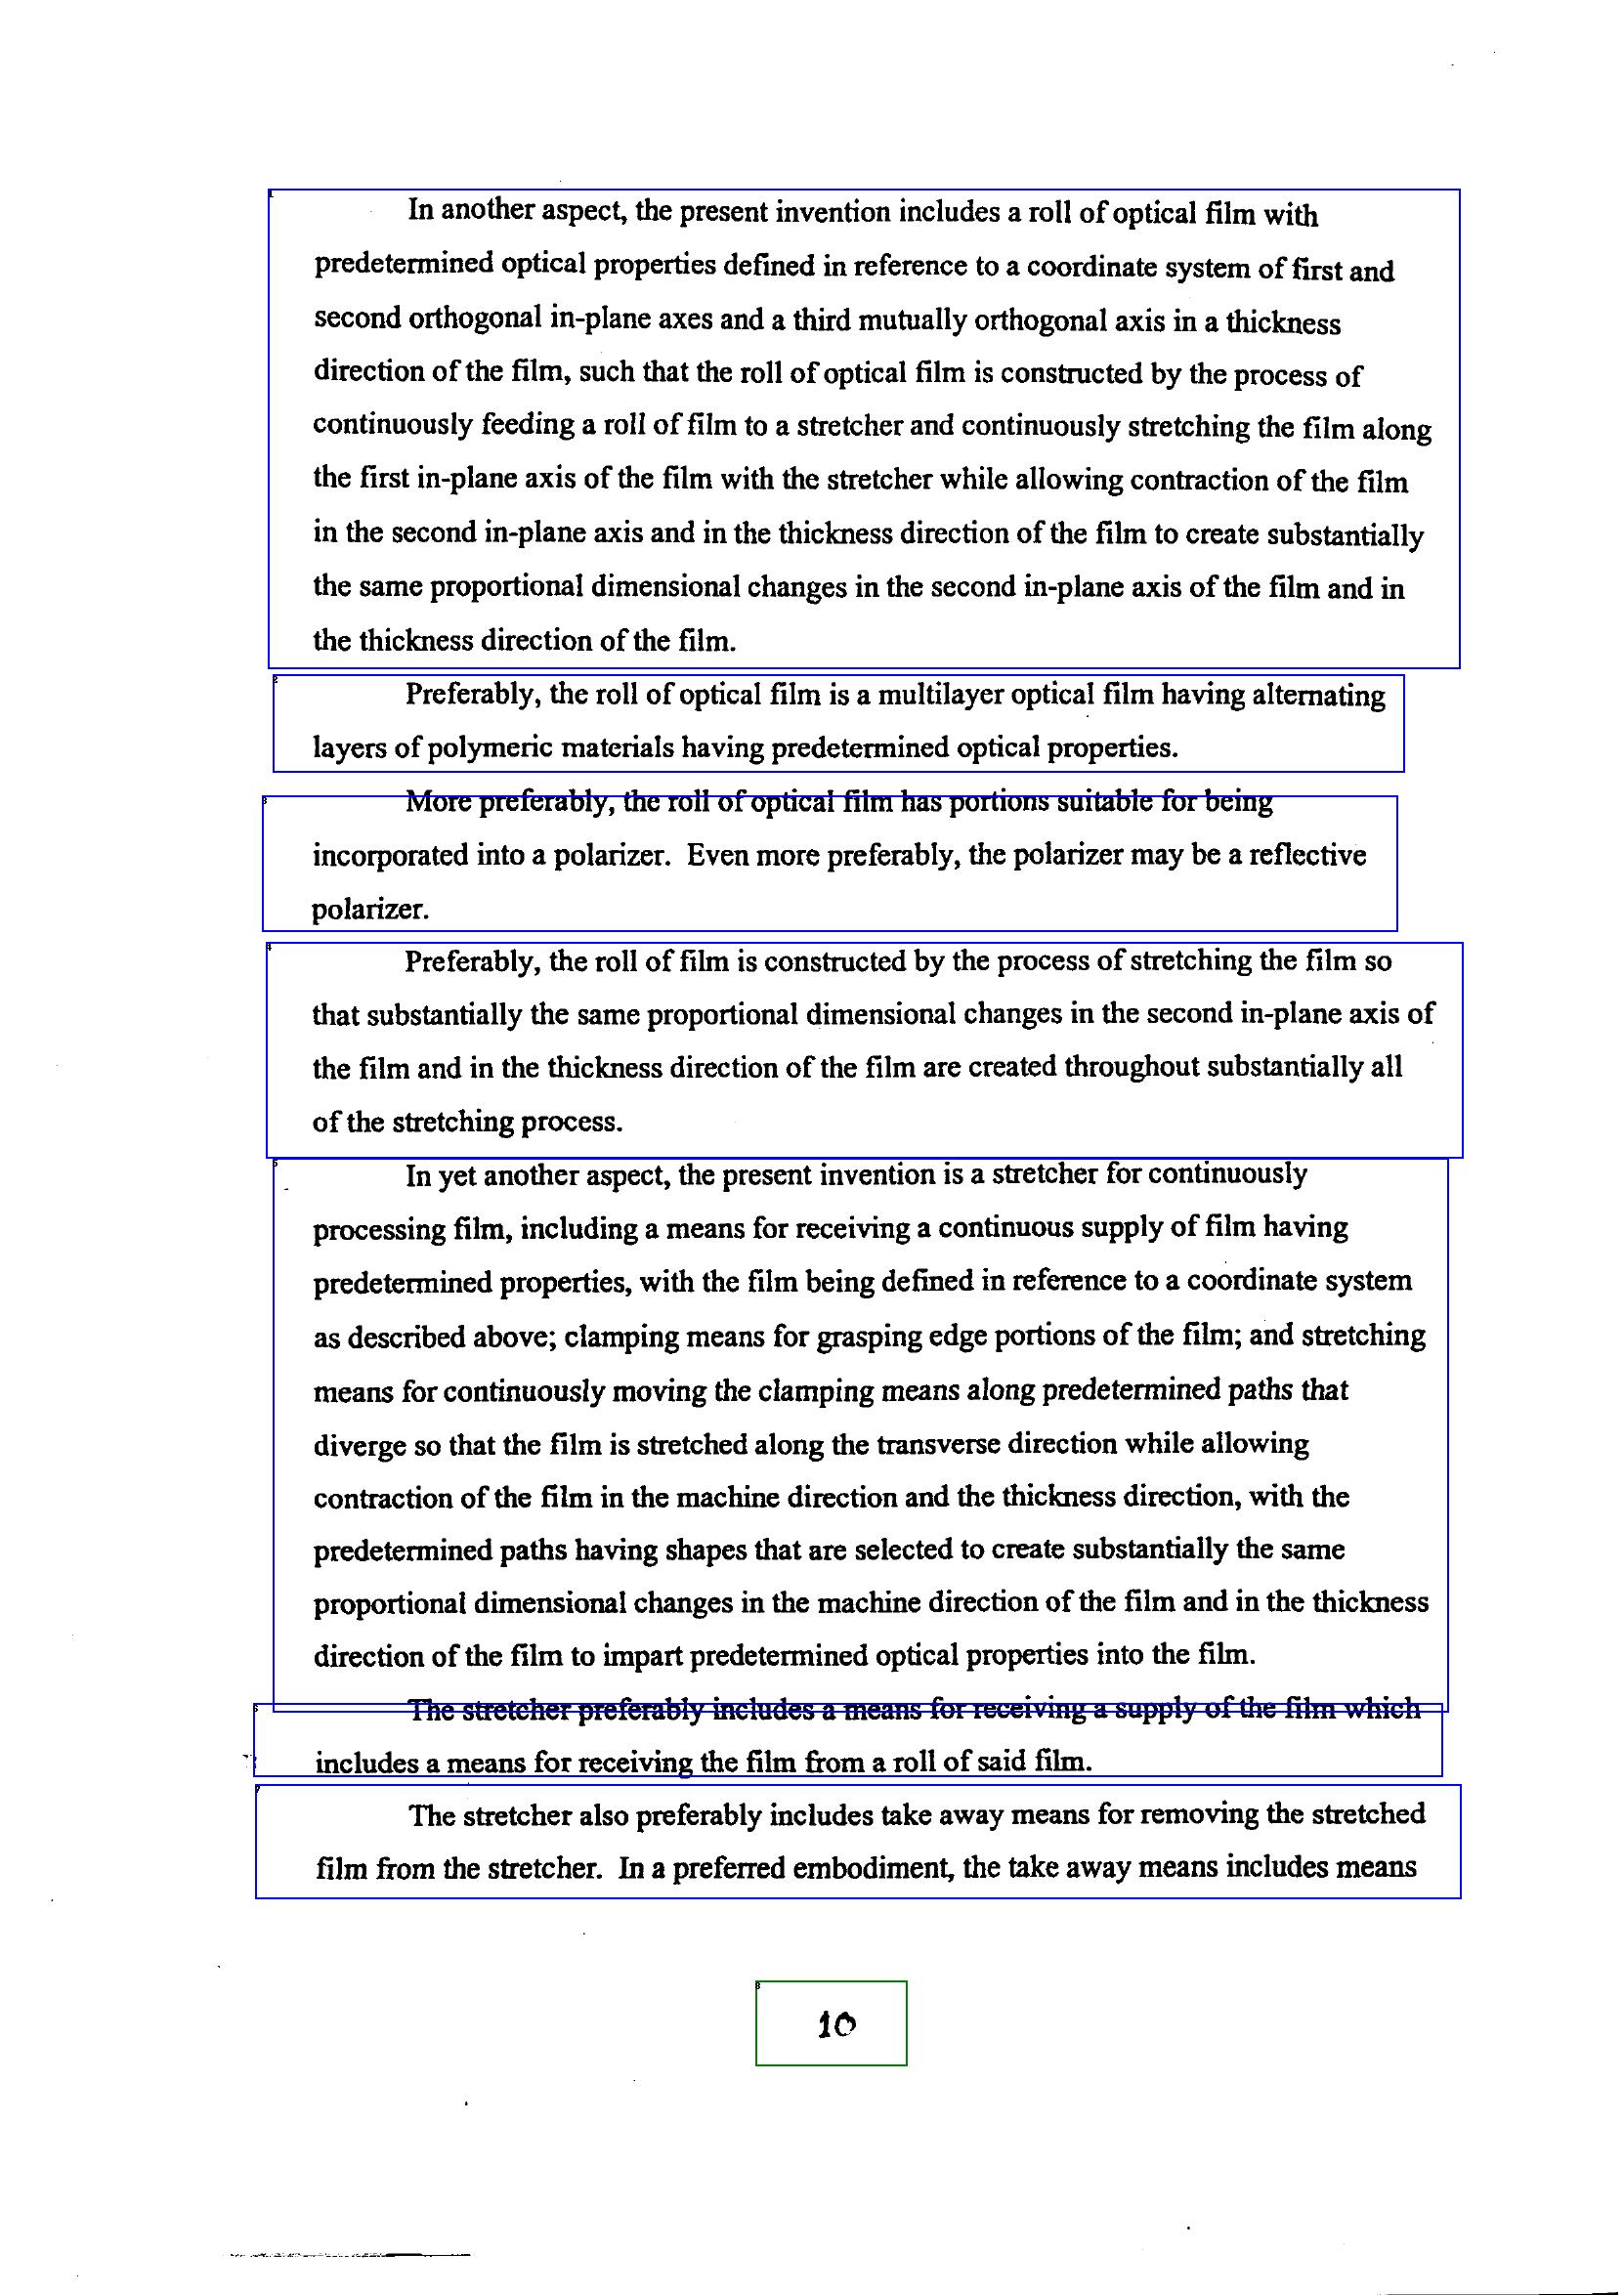 In another aspect, the present invention includes a roll of optical film with
predetermined optical properties defined in reference to a coordinate system of first and
second orthogonal in-plane axes and a third mutually orthogonal axis in a thickness
direction of the film, such that the roll of optical film is constructed by the process of
continuously feeding a roll of film to a stretcher and continuously stretching the film along
the first in-plane axis of the film with the stretcher while allowing contraction of the film
in the second in-plane axis and in the thickness direction of the film to create substantially
the same proportional dimensional changes in the second in-plane axis of the film and in
the thickness direction of the film.
Preferably, the roll of optical film is a multilayer optical film having alternating
layers of polymeric materials having predetermined optical properties.
More preferably, the roll of optical film has portions suitable for being
incorporated into a polarizer. Even more preferably, the polarizer may be a reflective
polarizer.
Preferably, the roll of film is constructed by the process of stretching the film so
that substantially the same proportional dimensional changes in the second in-plane axis of
the film and in the thickness direction of the film are created throughout substantially all
of the stretching process.
In yet another aspect, the present invention is a stretcher for continuously
processing film, including a means for receiving a continuous supply of film having
predetermined properties, with the film being defined in reference to a coordinate system
as described above; clamping means for grasping edge portions of the film; and stretching
means for continuously moving the clamping means along predetermined paths that
diverge so that the film is stretched along the transverse direction while allowing
contraction of the film in the machine direction and the thickness direction, with the
predetermined paths having shapes that are selected to create substantially the same
proportional dimensional changes in the machine direction of the film and in the thickness
direction of the film to impart predetermined optical properties into the film.
The stretcher preferably includes a means for receiving a supply of the film which
includes a means for receiving the film from a roll of said film.
The stretcher also preferably includes take away means for removing the stretched
film from the stretcher. In a preferred embodiment, the take away means includes means
10